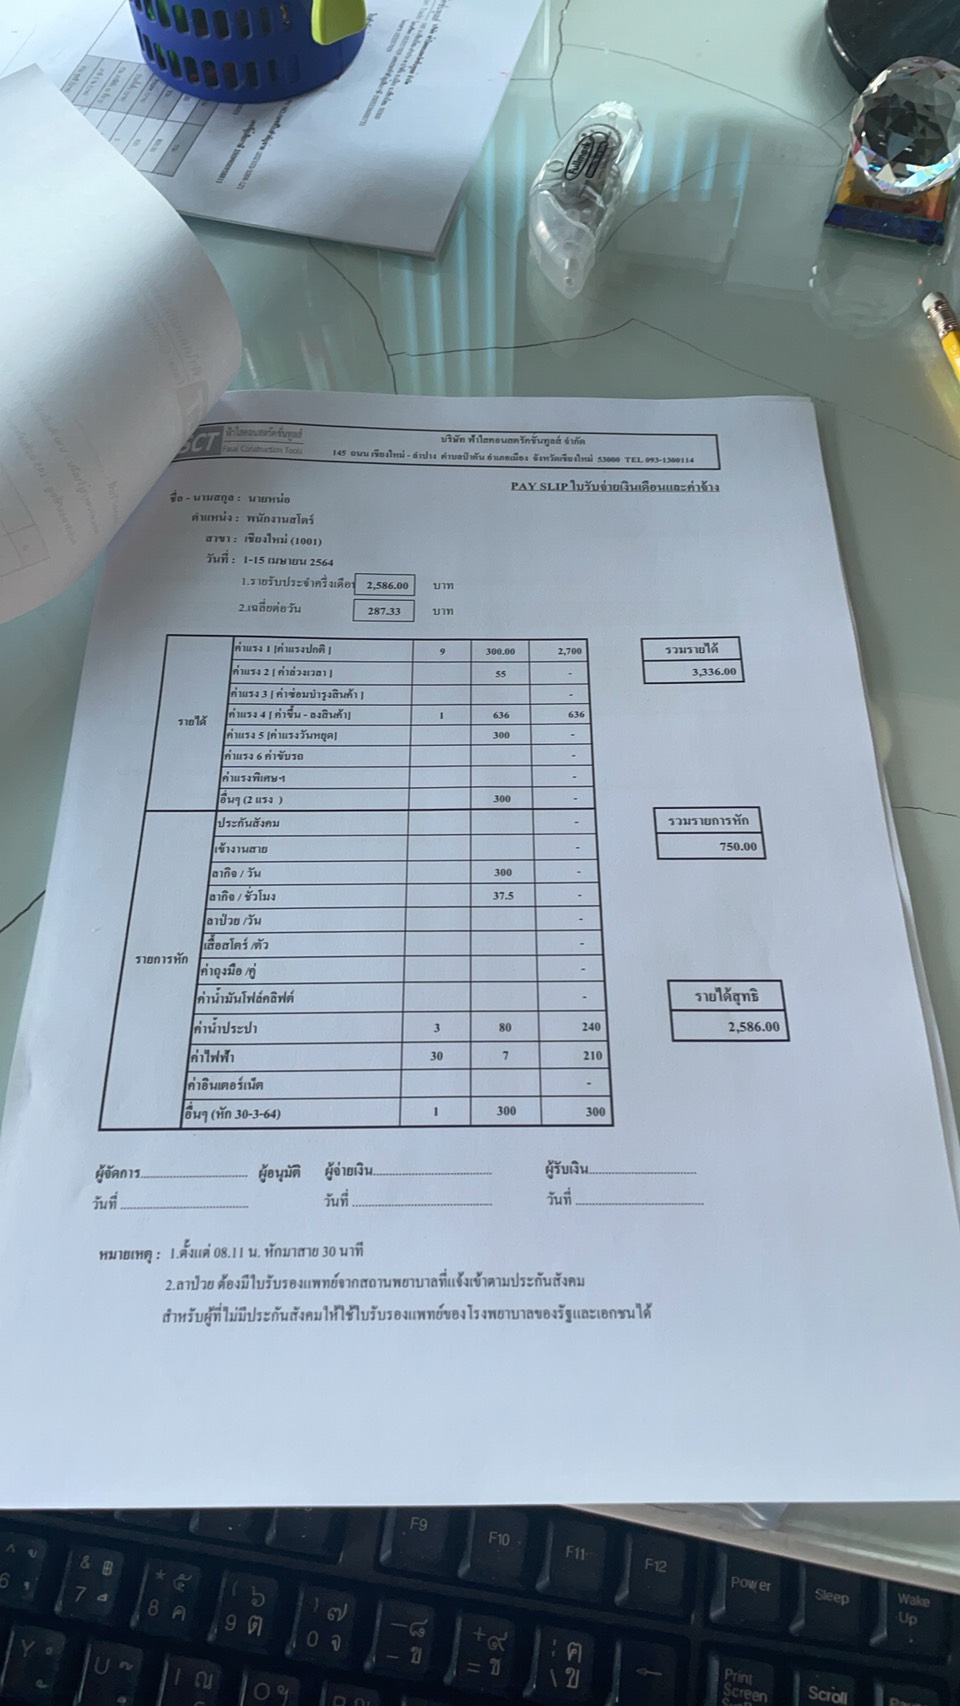 Fullmark
SCT ฟ้าใสคอนสตรัคชั่นทูลส์
Fasai Construction Tools
บริษัท ฟ้าใสคอนสตรัคชันทูลส์ จำกัด
145 ถนน เชียงใหม่ - ลำปาง ตำบลป่าตัน อำเภอเมือง จังหวัดเชียงใหม่ 53000 TEL 093-1300114
PAY SLIP ใบรับจ่ายเงินเดือนและค่าจ้าง
ชื่อ - นามสกุล : นายหน่อ
ตำแหน่ง : พนักงานสโตร์
สาขา : เชียงใหม่ (1001)
วันที่ : 1-15 เมษายน 2564
1.รายรับประจำครึ่งเดือน 2,586.00 บาท
2.เฉลี่ยต่อวัน 287.33 บาท
รายได้
ค่าแรง 1 [ค่าแรงปกติ ] 9 300.00 2,700
ค่าแรง 2 [ ค่าล่วงเวลา ] 55 -
ค่าแรง 3 [ ค่าซ่อมบำรุงสินค้า ] -
ค่าแรง 4 [ ค่าขึ้น - ลงสินค้า] 1 636 636
ค่าแรง 5 [ค่าแรงวันหยุด] 300 -
ค่าแรง 6 ค่าขับรถ -
ค่าแรงพิเศษฯ -
อื่นๆ (2 แรง ) 300 -
รวมรายได้
3,336.00
รายการหัก
ประกันสังคม -
เข้างานสาย -
ลากิจ / วัน 300 -
ลากิจ / ชั่วโมง 37.5 -
ลาป่วย /วัน -
เสื้อสโตร์ /ตัว -
ค่าถุงมือ /คู่ -
ค่าน้ำมันโฟล์คลิฟต์ -
ค่าน้ำประปา 3 80 240
ค่าไฟฟ้า 30 7 210
ค่าอินเตอร์เน็ต -
อื่นๆ (หัก 30-3-64) 1 300 300
รวมรายการหัก
750.00
รายได้สุทธิ
2,586.00
ผู้จัดการ.............................. ผู้อนุมัติ ผู้จ่ายเงิน.............................. ผู้รับเงิน..............................
วันที่ .............................. วันที่ .............................. วันที่ ..............................
หมายเหตุ : 1.ตั้งแต่ 08.11 น. หักมาสาย 30 นาที
2.ลาป่วย ต้องมีใบรับรองแพทย์จากสถานพยาบาลที่แจ้งเข้าตามประกันสังคม
สำหรับผู้ที่ไม่มีประกันสังคมให้ใช้ใบรับรองแพทย์ของโรงพยาบาลของรัฐและเอกชนได้
F9 F10 F11 F12 Power Sleep Wake Up
6 & 7 * ๕ 8 ค ๖ 9 ต ๗ 0 จ ๘ - ข + ๙ = ช ฅ \ ฃ ←
Y U I ณ O ฯ Print Screen Scroll